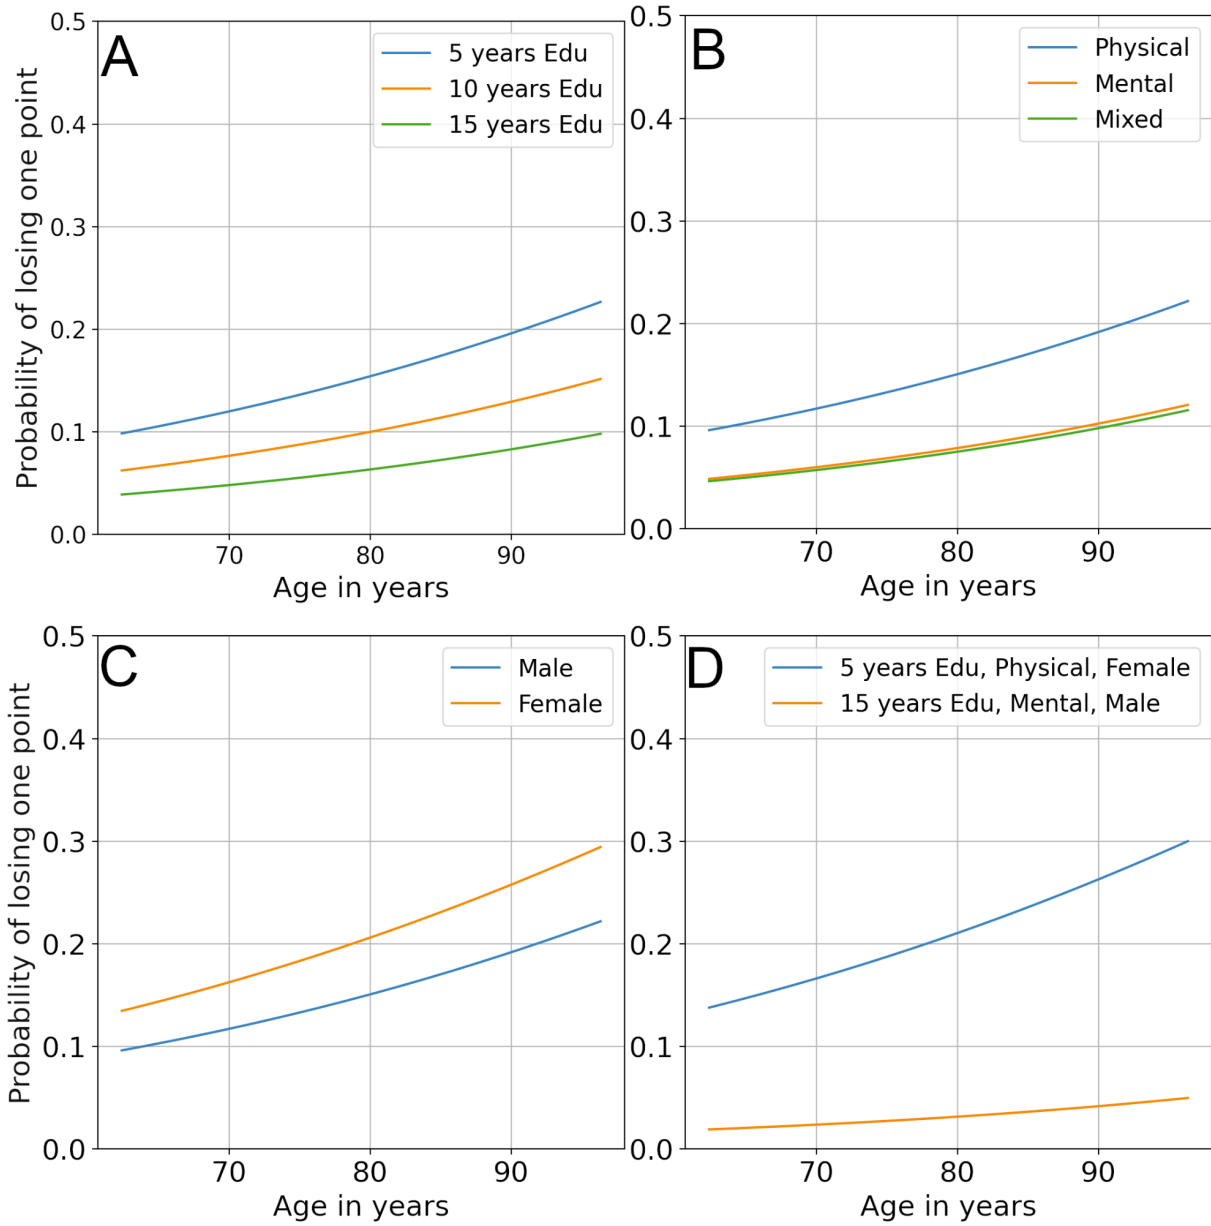 A
5 years Edu
10 years Edu
15 years Edu
0.5
0.4
0.3
0.2
0.1
0.0
70
80
90
Age in years
Probability of losing one point
B
Physical
Mental
Mixed
0.5
0.4
0.3
0.2
0.1
0.0
70
80
90
Age in years
C
Male
Female
0.5
0.4
0.3
0.2
0.1
0.0
70
80
90
Age in years
Probability of losing one point
D
5 years Edu, Physical, Female
15 years Edu, Mental, Male
0.5
0.4
0.3
0.2
0.1
0.0
70
80
90
Age in years